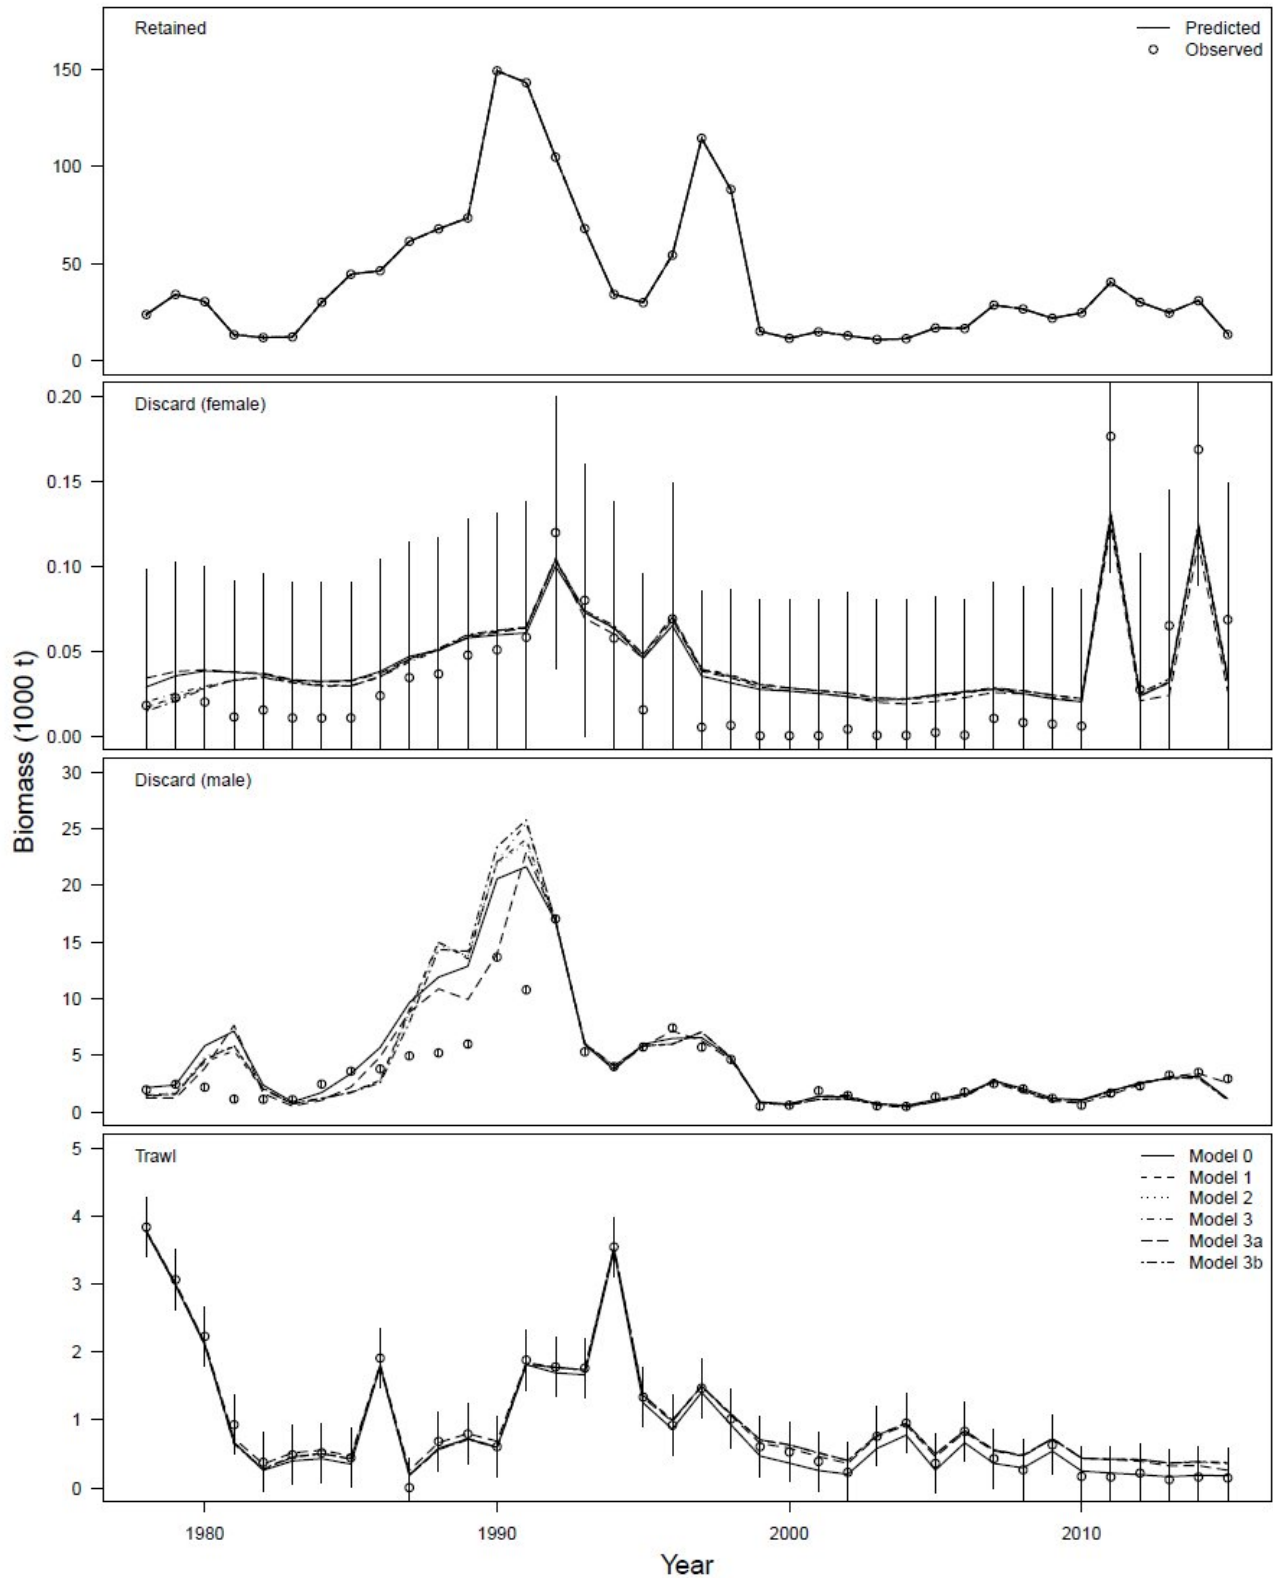 Retained
Predicted
Observed
150
100
50
0
Discard (female)
0.20
0.15
0.10
0.05
0.00
Discard (male)
30
25
20
15
10
5
0
Biomass (1000 t)
Trawl
Model 0
Model 1
Model 2
Model 3
Model 3a
Model 3b
5
4
3
2
1
0
1980 1990 2000 2010
Year